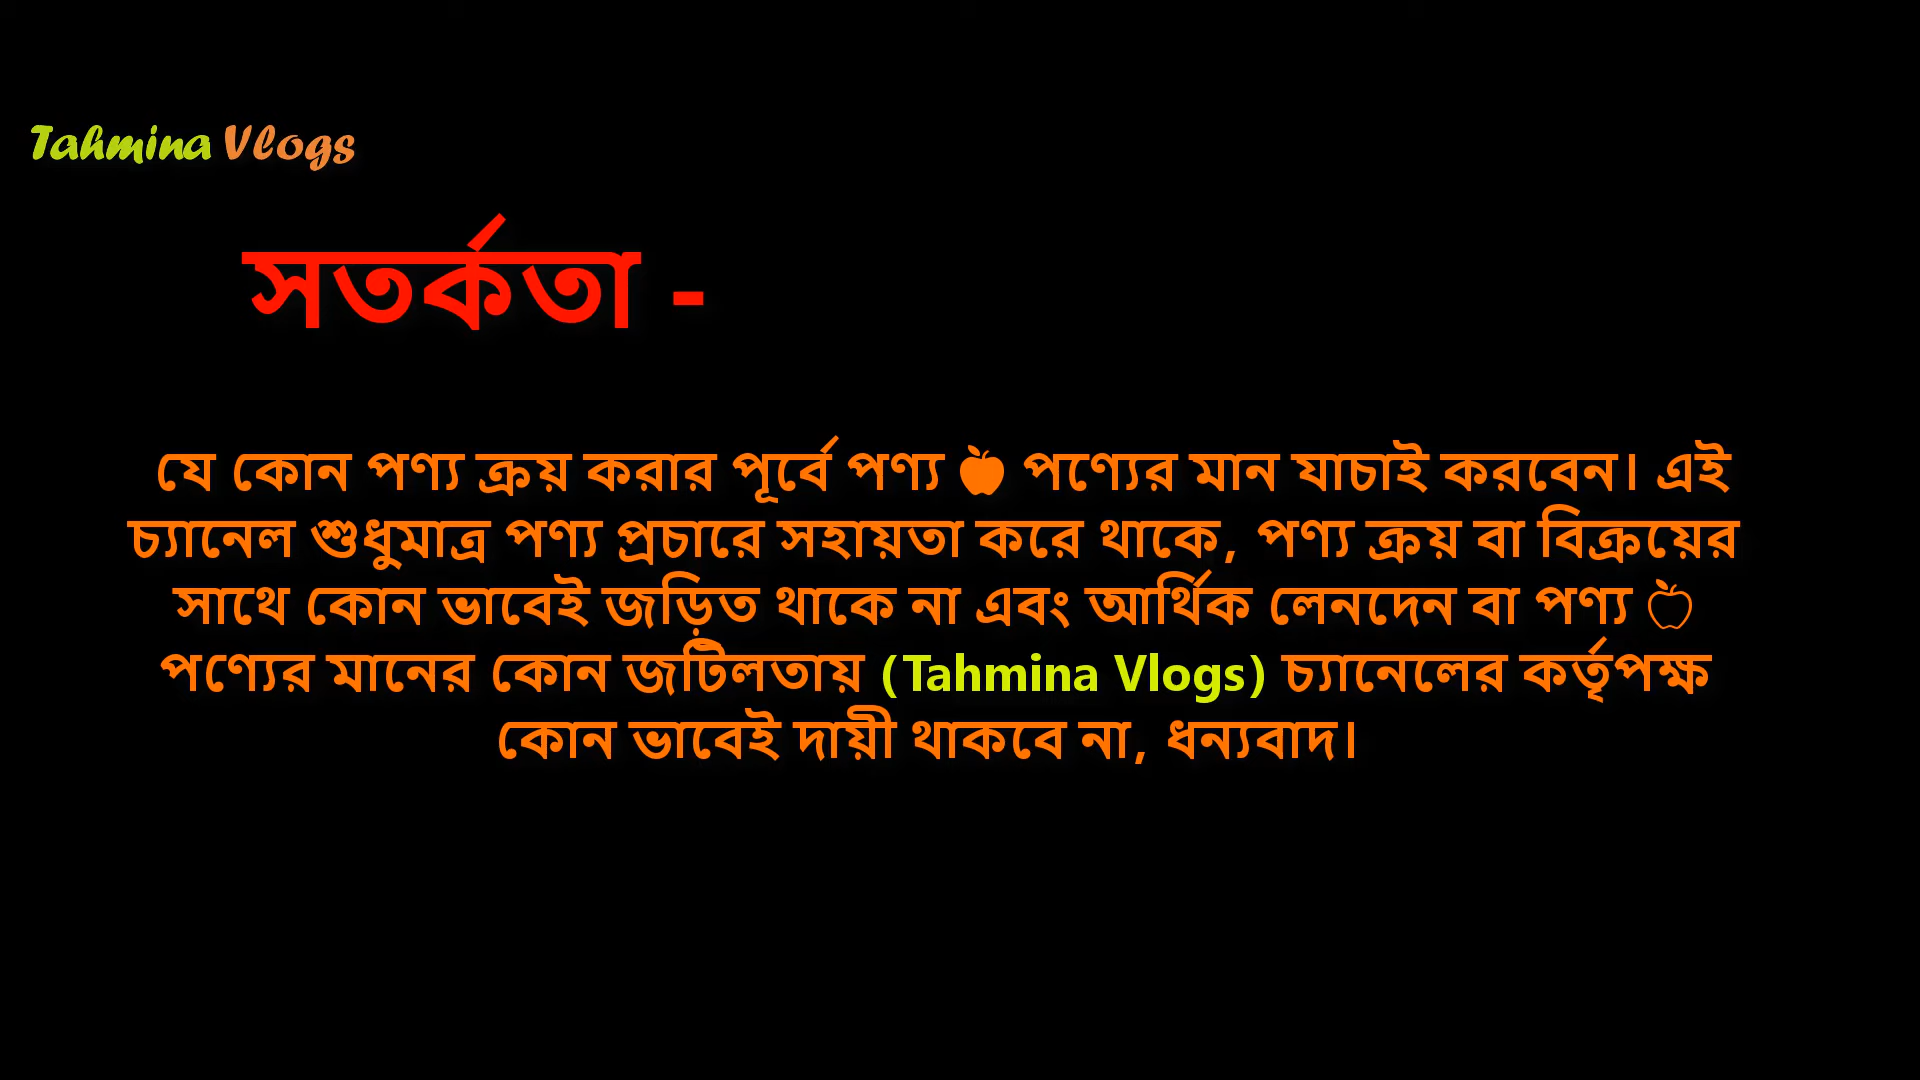 Tahmina Vlogs
সতর্কতা -
যে কোন পণ্য ক্রয় করার পূর্বে পণ্য 🍎 পণ্যের মান যাচাই করবেন। এই
চ্যানেল শুধুমাত্র পণ্য প্রচারে সহায়তা করে থাকে, পণ্য ক্রয় বা বিক্রয়ের
সাথে কোন ভাবেই জড়িত থাকে না এবং আর্থিক লেনদেন বা পণ্য 🍎
পণ্যের মানের কোন জটিলতায় (Tahmina Vlogs) চ্যানেলের কর্তৃপক্ষ
কোন ভাবেই দায়ী থাকবে না, ধন্যবাদ।